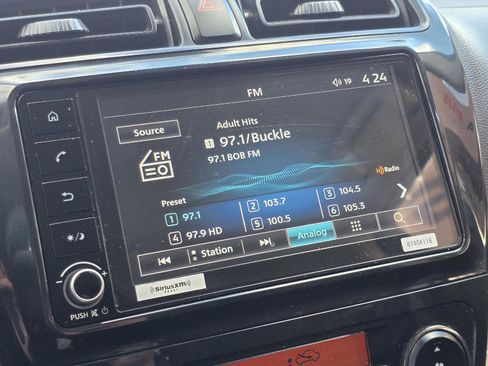 FM
19
4:24
Adult Hits
Source
1 97.1/Buckle
97.1 BOB FM
FM
HD Radio
Preset
1 97.1
2 103.7
3 104.5
4 97.9 HD
5 100.5
6 105.3
Station
Analog
8740A116
((SiriusXM))
PUSH